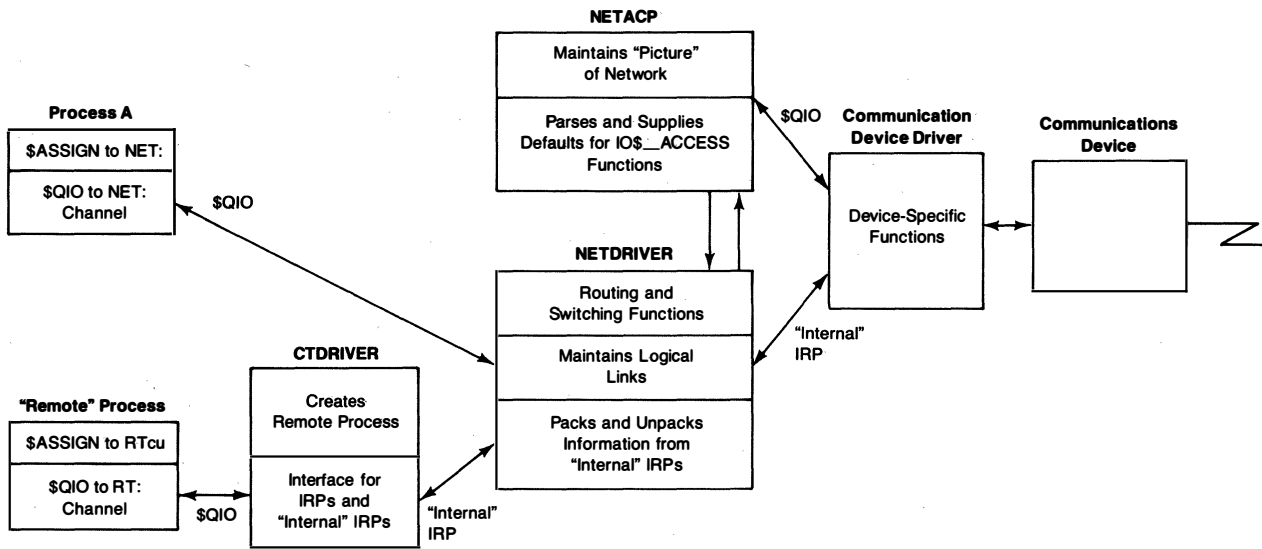 NETACP
Maintains “Picture”
of Network
Parses and Supplies
Defaults for IO$__ACCESS
Functions
Process A
$ASSIGN to NET:
$QIO to NET:
Channel
$QIO
$QIO
Communication
Device Driver
Device-Specific
Functions
Communications
Device
NETDRIVER
Routing and
Switching Functions
Maintains Logical
Links
Packs and Unpacks
Information from
“Internal” IRPs
“Internal”
IRP
CTDRIVER
Creates
Remote Process
Interface for
IRPs and
“Internal” IRPs
“Internal”
IRP
“Remote” Process
$ASSIGN to RTcu
$QIO to RT:
Channel
$QIO